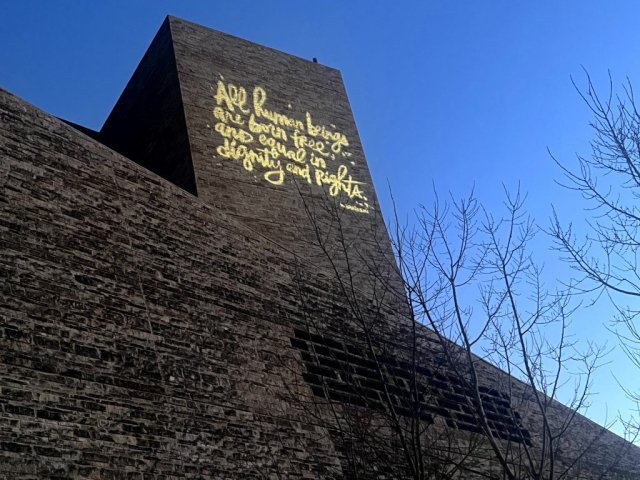 All human beings
are born free
and equal in
dignity and Rights.